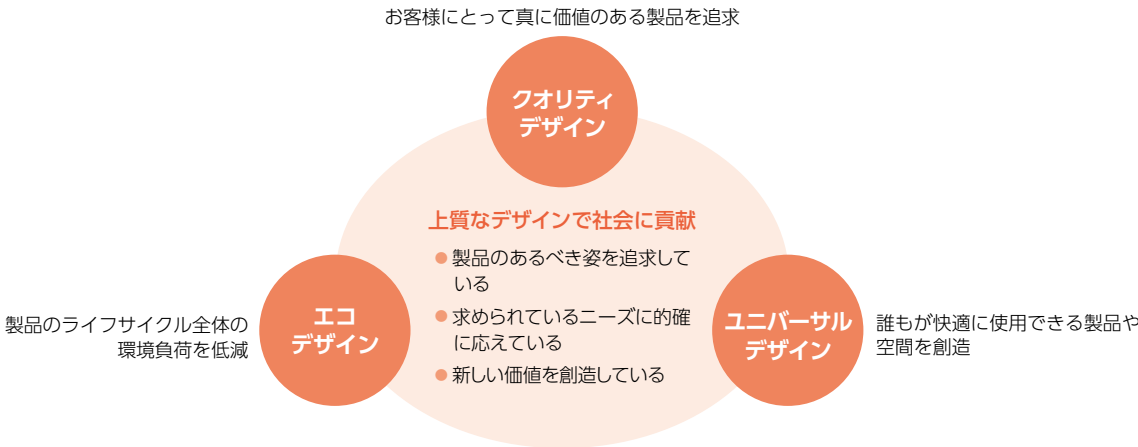 お客様にとって真に価値のある製品を追求
クオリティ
デザイン
上質なデザインで社会に貢献
● 製品のあるべき姿を追求して
いる
● 求められているニーズに的確
に応えている
● 新しい価値を創造している
エコ
デザイン
製品のライフサイクル全体の
環境負荷を低減
ユニバーサル
デザイン
誰もが快適に使用できる製品や
空間を創造